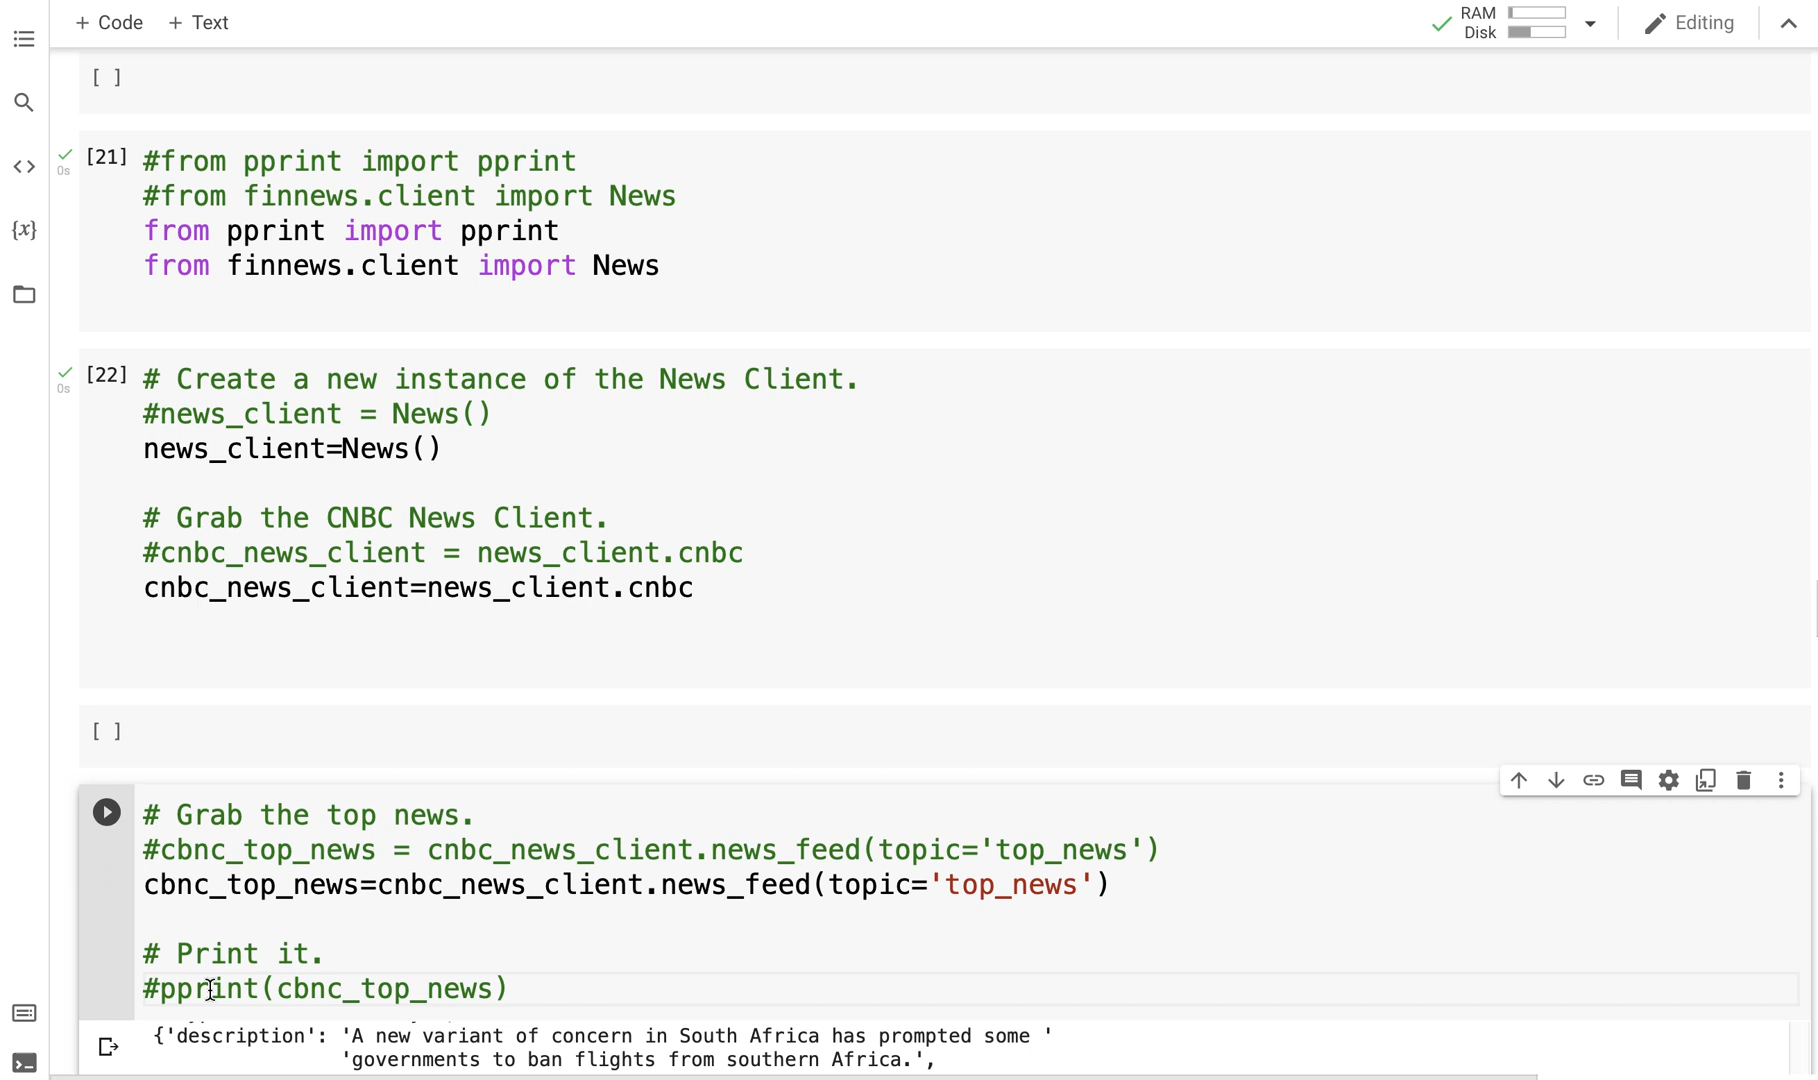 + Code + Text
RAM
Disk
Editing
[ ]
[21] #from pprint import pprint
0s
#from finnews.client import News
from pprint import pprint
from finnews.client import News
[22] # Create a new instance of the News Client.
0s
#news_client = News()
news_client=News()
# Grab the CNBC News Client.
#cnbc_news_client = news_client.cnbc
cnbc_news_client=news_client.cnbc
[ ]
# Grab the top news.
#cbnc_top_news = cnbc_news_client.news_feed(topic='top_news')
cbnc_top_news=cnbc_news_client.news_feed(topic='top_news')
# Print it.
#pprint(cbnc_top_news)
{'description': 'A new variant of concern in South Africa has prompted some '
'governments to ban flights from southern Africa.',